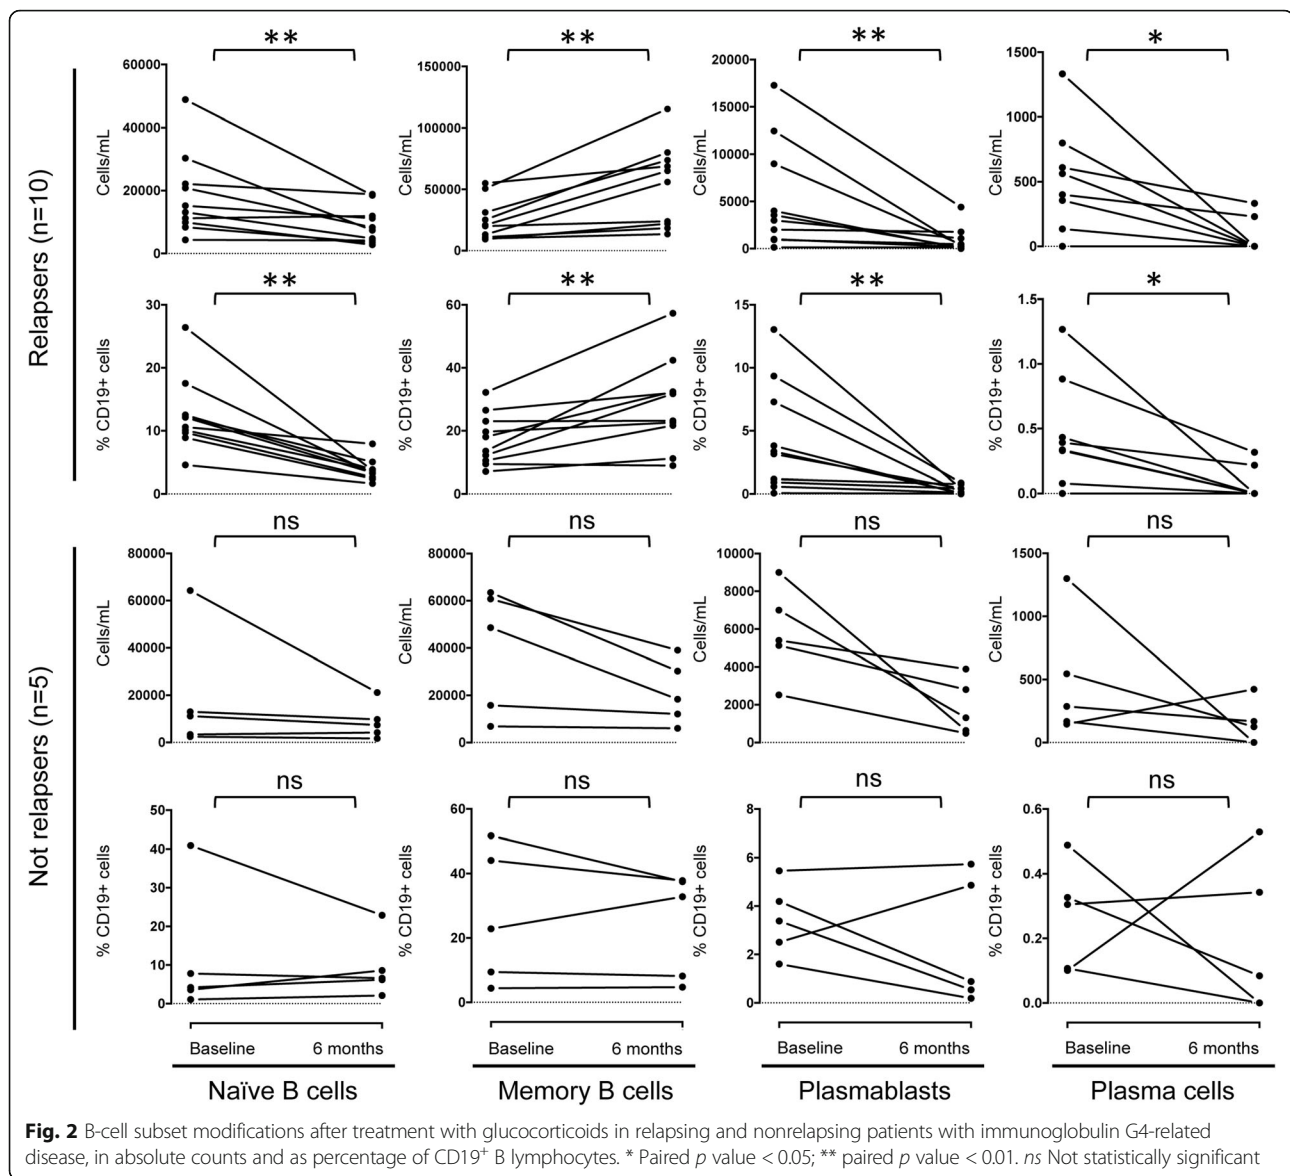 ** ** ** *
Relapsers (n=10)
Cells/mL
60000
40000
20000
0
Cells/mL
150000
100000
50000
0
Cells/mL
20000
15000
10000
5000
0
Cells/mL
1500
1000
500
0
** ** ** *
% CD19+ cells
30
20
10
0
% CD19+ cells
60
40
20
0
% CD19+ cells
15
10
5
0
% CD19+ cells
1.5
1.0
0.5
0.0
ns ns ns ns
Not relapsers (n=5)
Cells/mL
80000
60000
40000
20000
0
Cells/mL
80000
60000
40000
20000
0
Cells/mL
10000
8000
6000
4000
2000
0
Cells/mL
1500
1000
500
0
ns ns ns ns
% CD19+ cells
50
40
30
20
10
0
% CD19+ cells
60
40
20
0
% CD19+ cells
8
6
4
2
0
% CD19+ cells
0.6
0.4
0.2
0.0
Baseline 6 months Baseline 6 months Baseline 6 months Baseline 6 months
Naïve B cells Memory B cells Plasmablasts Plasma cells
Fig. 2 B-cell subset modifications after treatment with glucocorticoids in relapsing and nonrelapsing patients with immunoglobulin G4-related
disease, in absolute counts and as percentage of CD19⁺ B lymphocytes. * Paired p value < 0.05; ** paired p value < 0.01. ns Not statistically significant